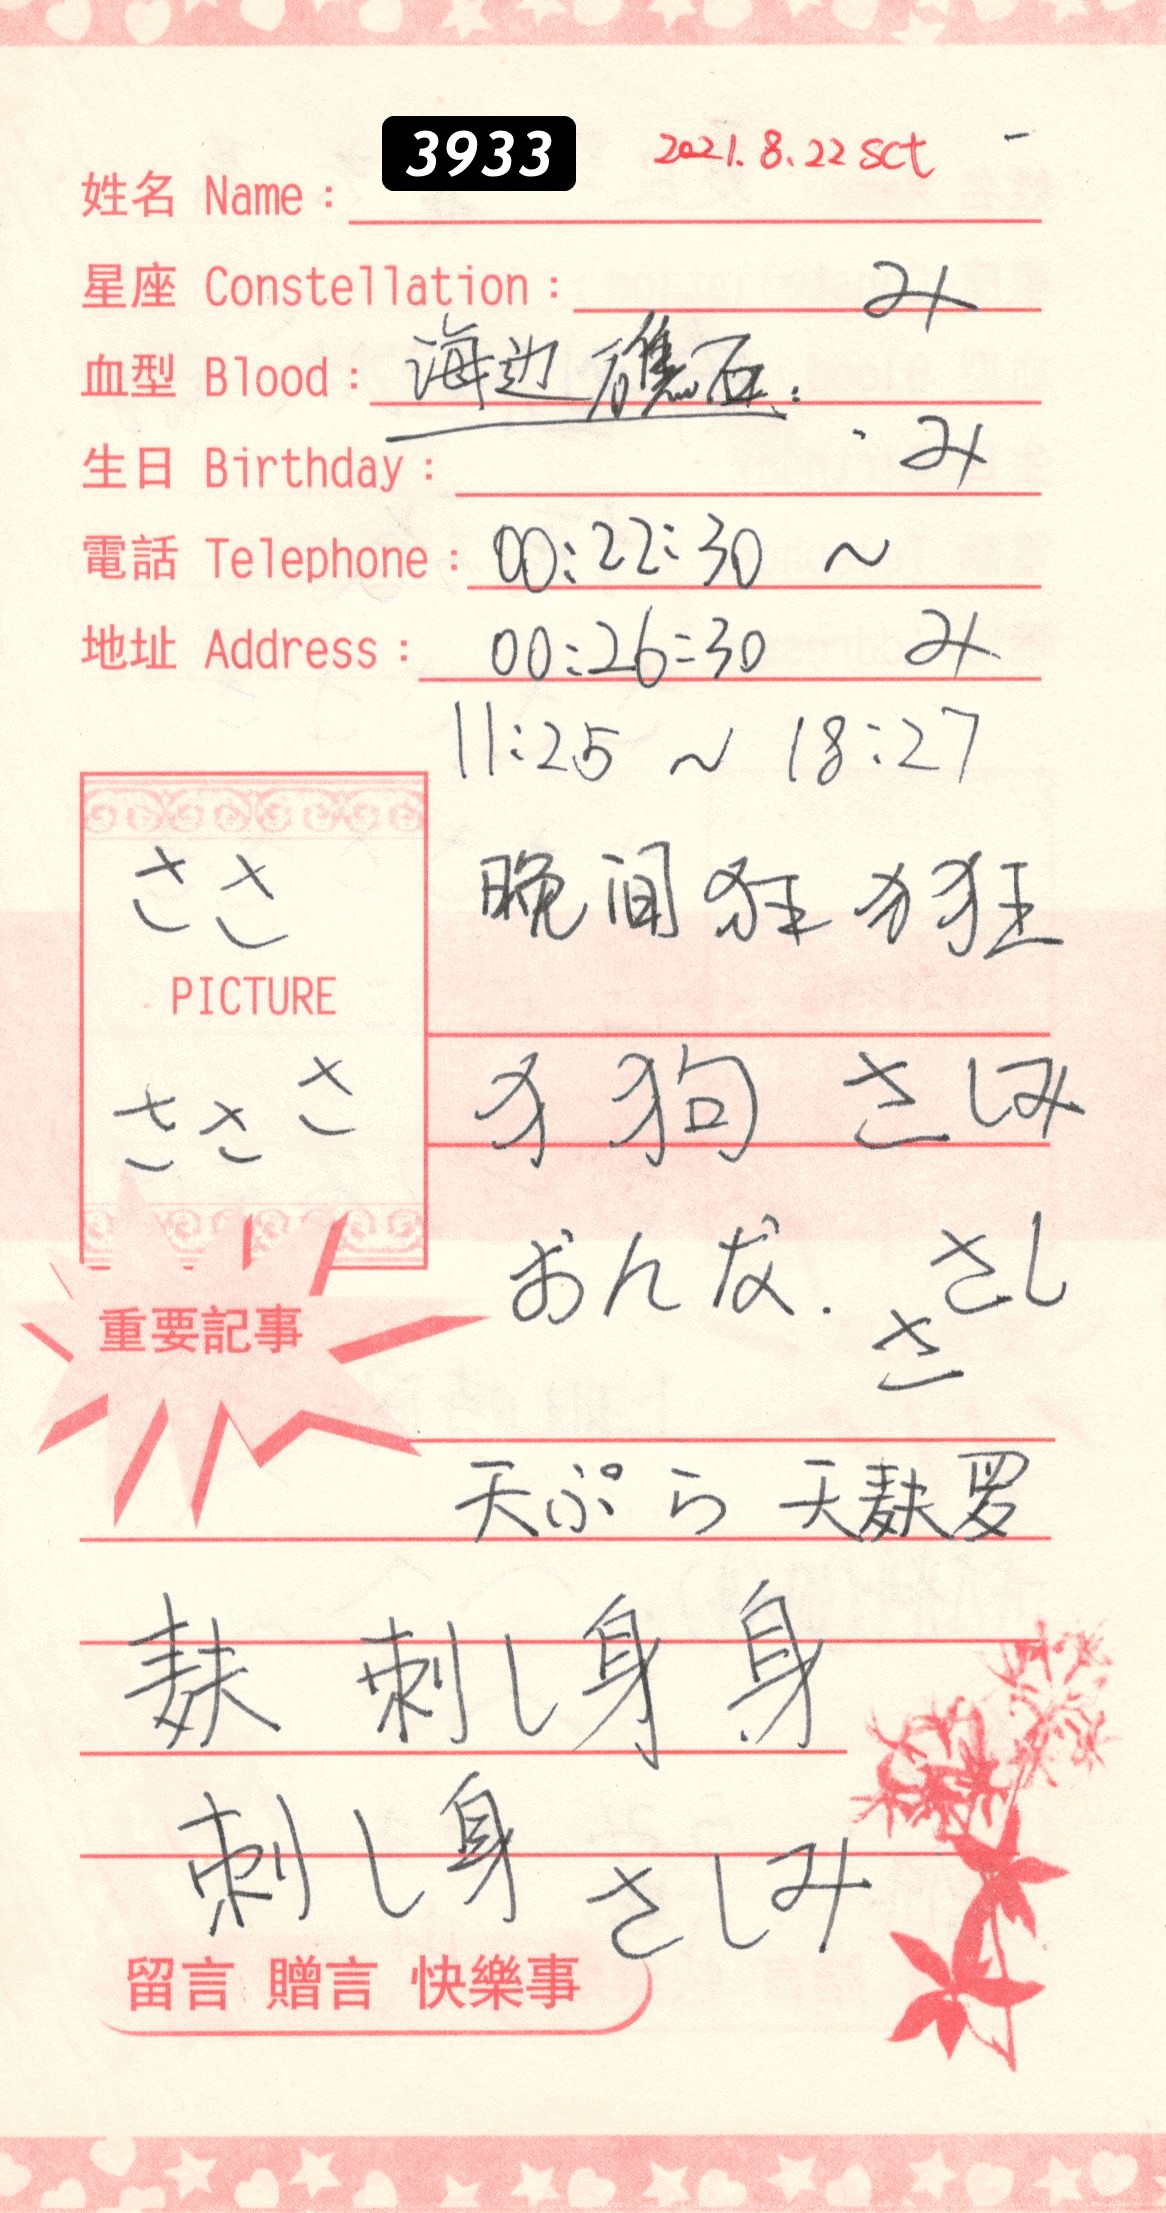 3933 2021.8.22 sct
姓名 Name：
星座 Constellation： み
血型 Blood： 海边 礁石.
生日 Birthday： み
電話 Telephone： 00:22:30 ~
地址 Address： 00:26:30 み
11:25 ~ 18:27
ささ
晚间狂犭狂
PICTURE
さ
ささ
犭狗 さしみ
おんな. さし
さ
重要記事
天ぷら 天麸罗
麸 刺し身 身
刺し身 さしみ
留言 贈言 快樂事